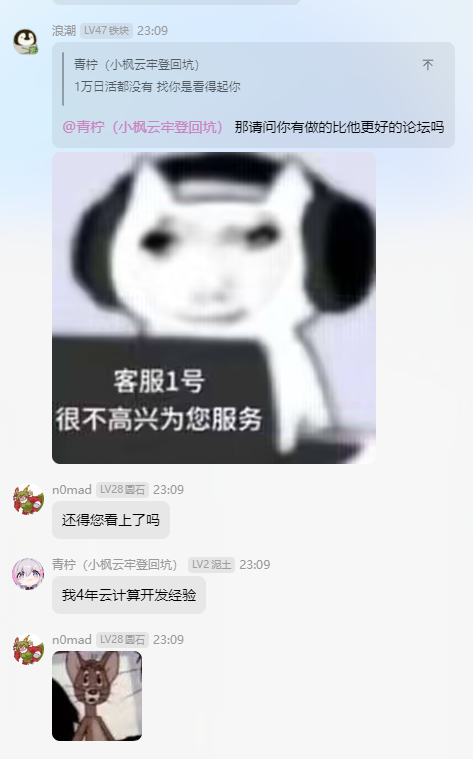 浪潮 LV47 铁块 23:09
青柠（小枫云牢登回坑）
1万日活都没有 找你是看得起你
@青柠（小枫云牢登回坑） 那请问你有做的比他更好的论坛吗
客服1号
很不高兴为您服务
n0mad LV28 圆石 23:09
还得您看上了吗
青柠（小枫云牢登回坑） LV2 泥土 23:09
我4年云计算开发经验
n0mad LV28 圆石 23:09